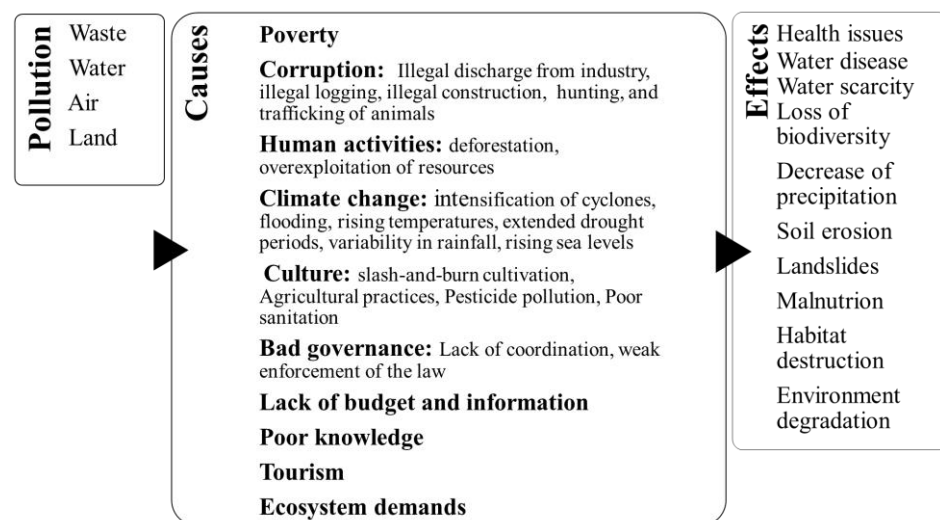 Pollution
Waste
Water
Air
Land
Causes
Poverty
Corruption: Illegal discharge from industry,
illegal logging, illegal construction, hunting, and
trafficking of animals
Human activities: deforestation,
overexploitation of resources
Climate change: intensification of cyclones,
flooding, rising temperatures, extended drought
periods, variability in rainfall, rising sea levels
Culture: slash-and-burn cultivation,
Agricultural practices, Pesticide pollution, Poor
sanitation
Bad governance: Lack of coordination, weak
enforcement of the law
Lack of budget and information
Poor knowledge
Tourism
Ecosystem demands
Effects
Health issues
Water disease
Water scarcity
Loss of
biodiversity
Decrease of
precipitation
Soil erosion
Landslides
Malnutrion
Habitat
destruction
Environment
degradation